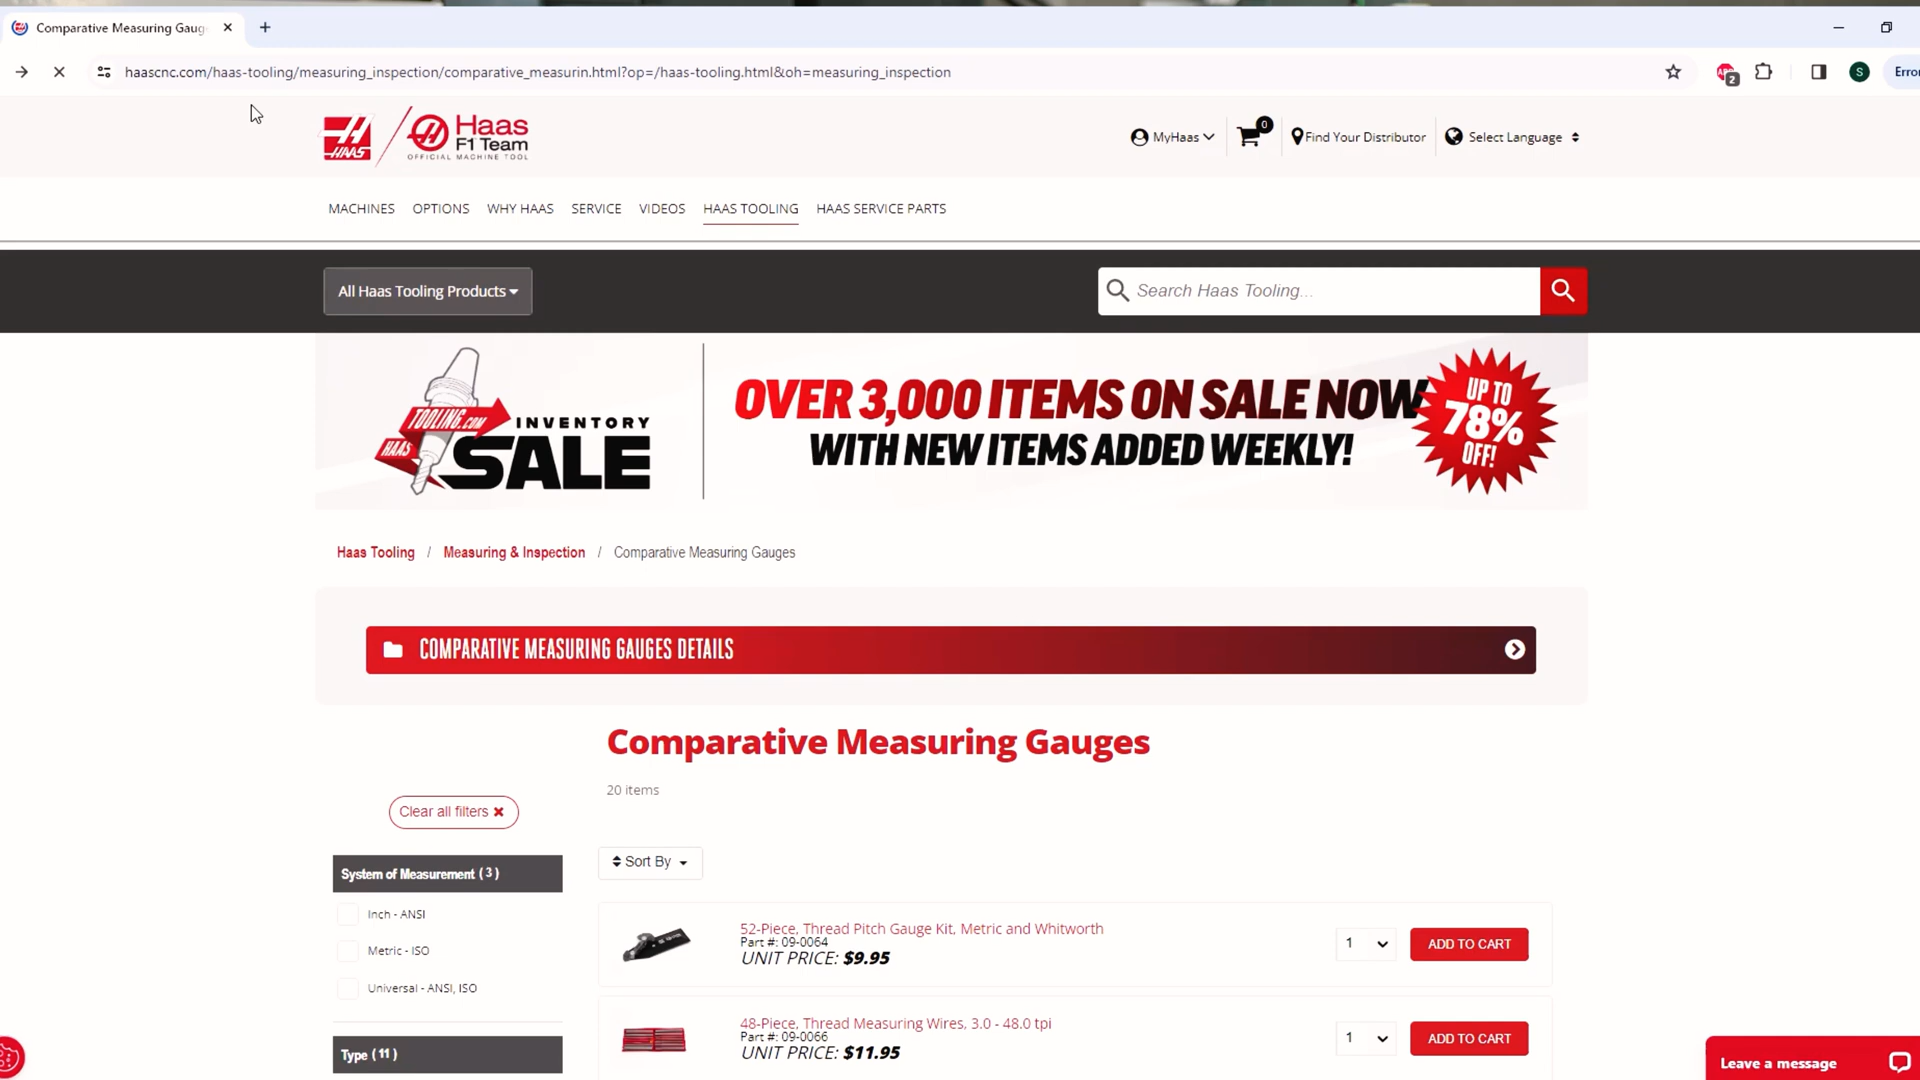 Comparative Measuring Gaug
haascnc.com/haas-tooling/measuring_inspection/comparative_measurin.html?op=/haas-tooling.html&oh=measuring_inspection
2
S
Erro
HAAS
Haas
F1 Team
OFFICIAL MACHINE TOOL
MyHaas
0
Find Your Distributor
Select Language
MACHINES
OPTIONS
WHY HAAS
SERVICE
VIDEOS
HAAS TOOLING
HAAS SERVICE PARTS
All Haas Tooling Products
Search Haas Tooling...
HAAS TOOLING.COM
INVENTORY
SALE
OVER 3,000 ITEMS ON SALE NOW
WITH NEW ITEMS ADDED WEEKLY!
UP TO
78%
OFF!
Haas Tooling / Measuring & Inspection / Comparative Measuring Gauges
COMPARATIVE MEASURING GAUGES DETAILS
Comparative Measuring Gauges
20 items
Clear all filters
Sort By
System of Measurement (3)
Inch - ANSI
Metric - ISO
Universal - ANSI, ISO
Type (11)
52-Piece, Thread Pitch Gauge Kit, Metric and Whitworth
Part #: 09-0064
UNIT PRICE: $9.95
1
ADD TO CART
48-Piece, Thread Measuring Wires, 3.0 - 48.0 tpi
Part #: 09-0066
UNIT PRICE: $11.95
1
ADD TO CART
Leave a message